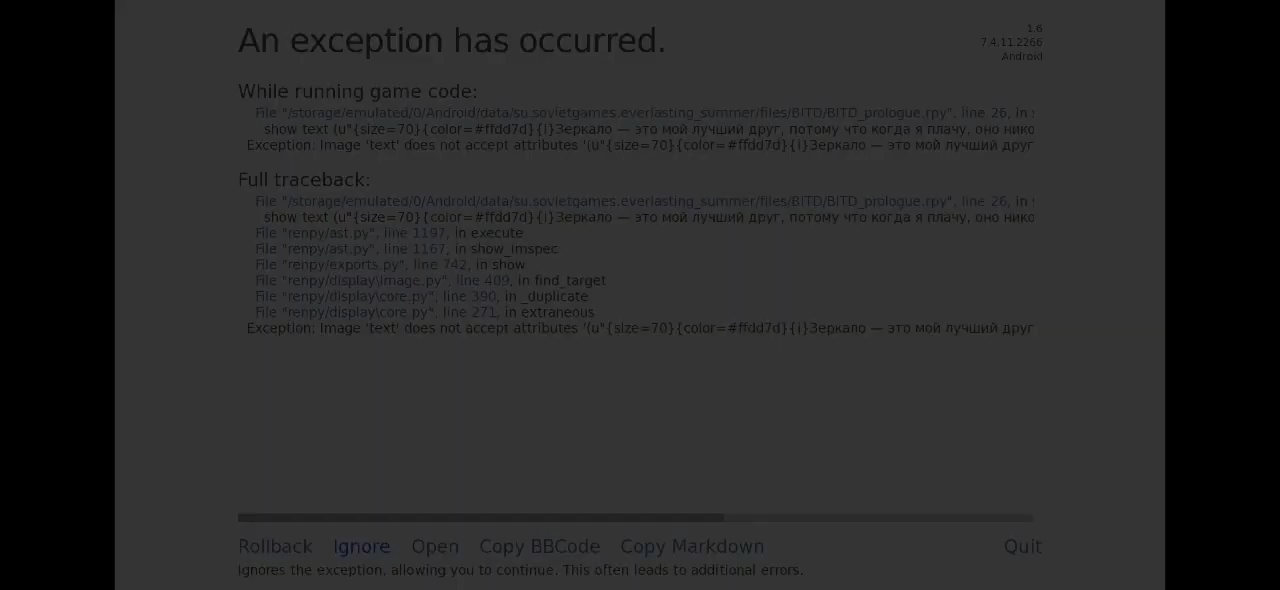 An exception has occurred.
1.6
7.4.11.2266
Android
While running game code:
File "/storage/emulated/0/Android/data/su.sovietgames.everlasting_summer/files/BITD/BITD_prologue.rpy", line 26, in
show text (u"{size=70}{color=#ffdd7d}{i}Зеркало — это мой лучший друг, потому что когда я плачу, оно нико
Exception: Image 'text' does not accept attributes '(u"{size=70}{color=#ffdd7d}{i}Зеркало — это мой лучший друг
Full traceback:
File "/storage/emulated/0/Android/data/su.sovietgames.everlasting_summer/files/BITD/BITD_prologue.rpy", line 26, in
show text (u"{size=70}{color=#ffdd7d}{i}Зеркало — это мой лучший друг, потому что когда я плачу, оно нико
File "renpy/ast.py", line 1197, in execute
File "renpy/ast.py", line 1167, in show_imspec
File "renpy/exports.py", line 742, in show
File "renpy/display\image.py", line 409, in find_target
File "renpy/display\core.py", line 390, in _duplicate
File "renpy/display\core.py", line 271, in extraneous
Exception: Image 'text' does not accept attributes '(u"{size=70}{color=#ffdd7d}{i}Зеркало — это мой лучший друг
Rollback Ignore Open Copy BBCode Copy Markdown Quit
Ignores the exception, allowing you to continue. This often leads to additional errors.